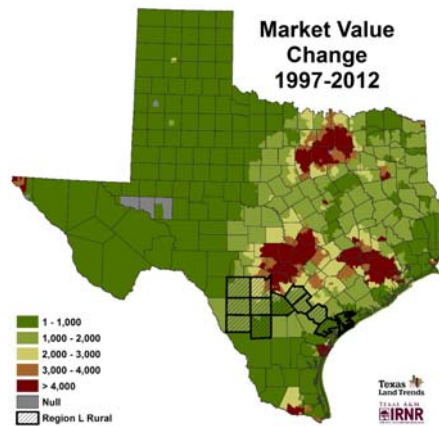 Market Value
Change
1997-2012
1 - 1,000
1,000 - 2,000
2,000 - 3,000
3,000 - 4,000
> 4,000
Null
Region L Rural
Texas
Land Trends
TEXAS A&M
IRNR